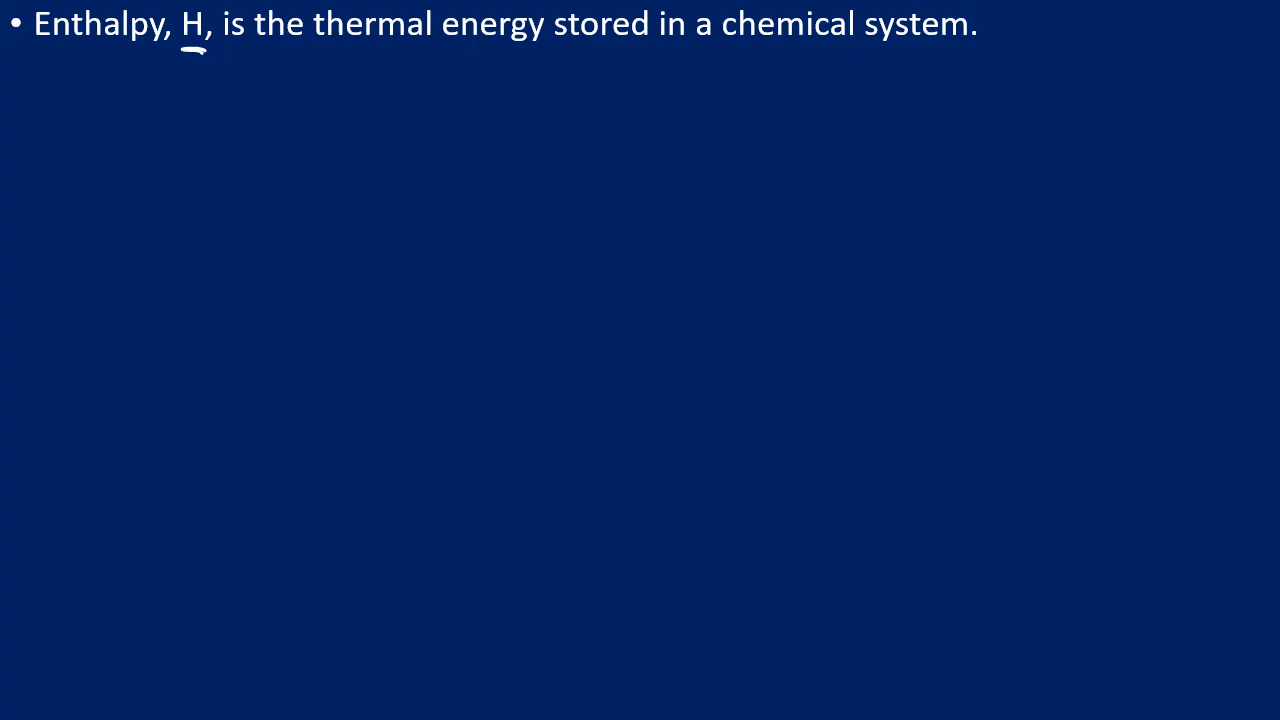 • Enthalpy, H, is the thermal energy stored in a chemical system.